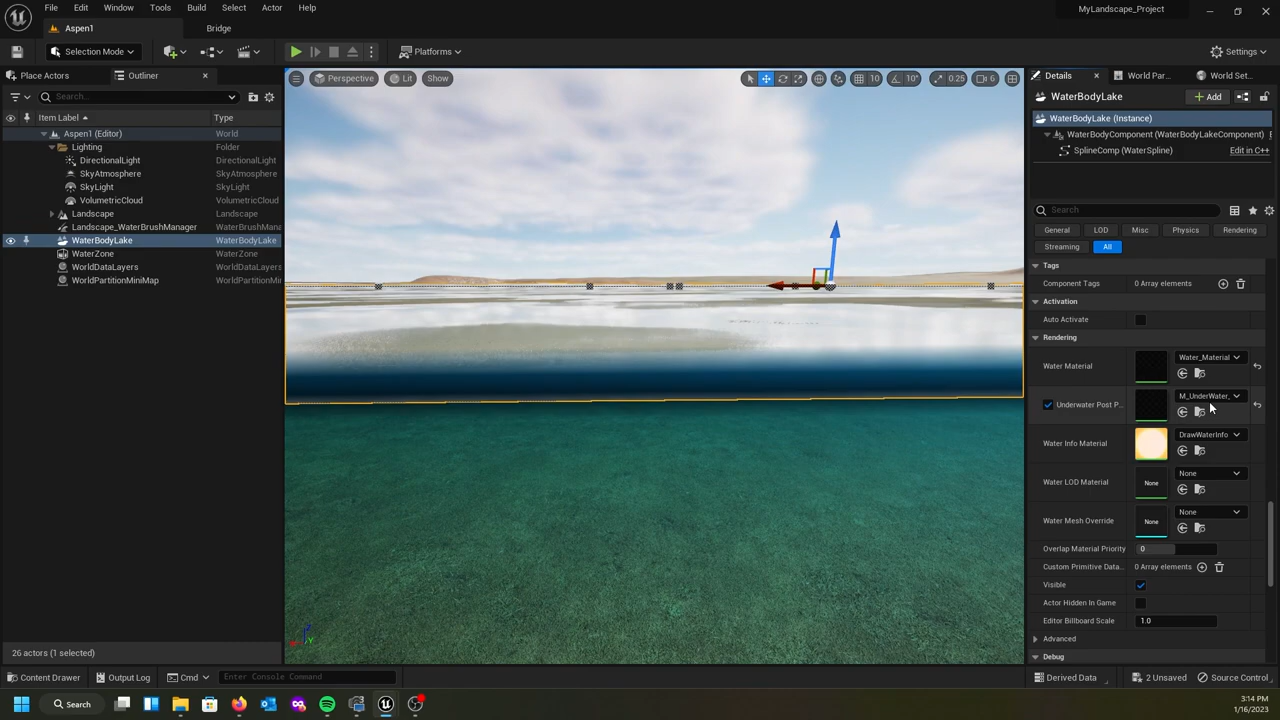 File Edit Window Tools Build Select Actor Help
MyLandscape_Project
Aspen1
Bridge
Selection Mode
Platforms
Settings
Place Actors
Outliner
Search...
Item Label
Type
Aspen1 (Editor) World
Lighting Folder
DirectionalLight DirectionalLight
SkyAtmosphere SkyAtmosphere
SkyLight SkyLight
VolumetricCloud VolumetricCloud
Landscape Landscape
Landscape_WaterBrushManager WaterBrushMana
WaterBodyLake WaterBodyLake
WaterZone WaterZone
WorldDataLayers WorldDataLayers
WorldPartitionMiniMap WorldPartitionMin
26 actors (1 selected)
Perspective Lit Show
10 10° 0.25 6
Details
World Par...
World Set...
WaterBodyLake
Add
WaterBodyLake (Instance)
WaterBodyComponent (WaterBodyLakeComponent)
SplineComp (WaterSpline) Edit in C++
Search
General LOD Misc Physics Rendering
Streaming All
Tags
Component Tags 0 Array elements
Activation
Auto Activate
Rendering
Water Material Water_Material
Underwater Post P... M_UnderWater_
Water Info Material DrawWaterInfo
Water LOD Material None None
Water Mesh Override None None
Overlap Material Priority 0
Custom Primitive Data... 0 Array elements
Visible
Actor Hidden In Game
Editor Billboard Scale 1.0
Advanced
Debug
Content Drawer Output Log Cmd Enter Console Command
Derived Data 2 Unsaved Source Control
Search
3:14 PM
1/16/2023